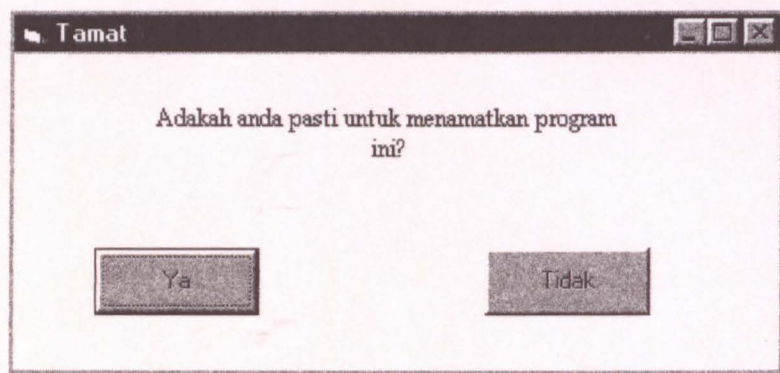 Tamat
Adakah anda pasti untuk menamatkan program
ini?
Ya
Tidak